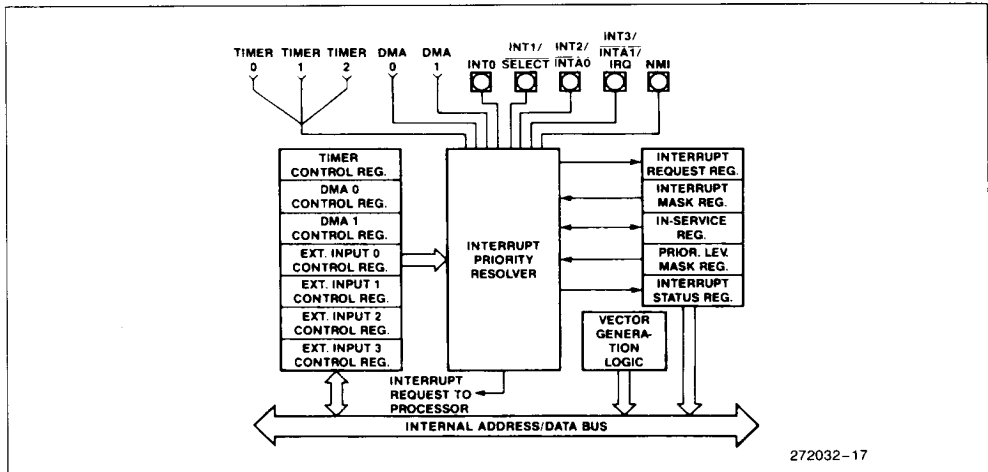 TIMER 0
TIMER 1
TIMER 2
DMA 0
DMA 1
INT0
INT1/
SELECT
INT2/
INTA0
INT3/
INTA1/
IRQ
NMI
TIMER
CONTROL REG.
DMA 0
CONTROL REG.
DMA 1
CONTROL REG.
EXT. INPUT 0
CONTROL REG.
EXT. INPUT 1
CONTROL REG.
EXT. INPUT 2
CONTROL REG.
EXT. INPUT 3
CONTROL REG.
INTERRUPT
PRIORITY
RESOLVER
INTERRUPT
REQUEST REG.
INTERRUPT
MASK REG.
IN-SERVICE
REG.
PRIOR. LEV.
MASK REG.
INTERRUPT
STATUS REG.
VECTOR
GENERA-
TION
LOGIC
INTERRUPT
REQUEST TO
PROCESSOR
INTERNAL ADDRESS/DATA BUS
272032-17